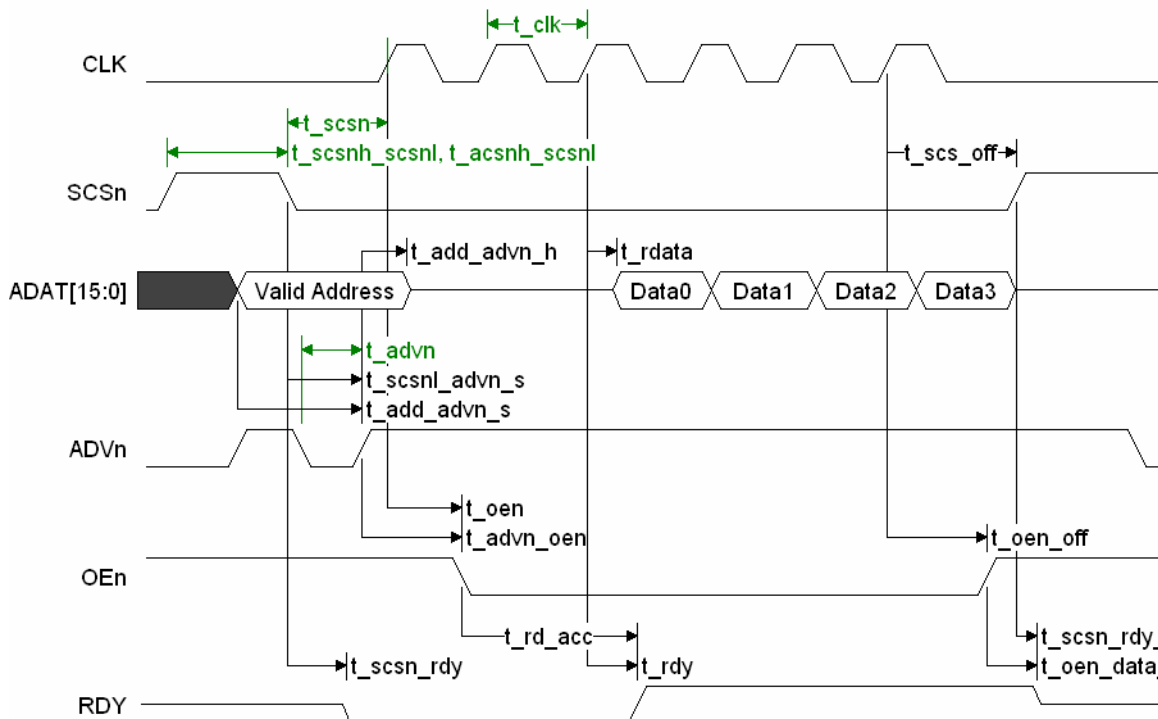 t_clk
CLK
t_scsn
t_scsnh_scsnl, t_acsnh_scsnl
t_scs_off
SCSn
t_add_advn_h
t_rdata
ADAT[15:0]
Valid Address
Data0
Data1
Data2
Data3
t_advn
t_scsnl_advn_s
t_add_advn_s
ADVn
t_oen
t_advn_oen
t_oen_off
OEn
t_rd_acc
t_scsn_rdy_
t_scsn_rdy
t_rdy
t_oen_data_
RDY